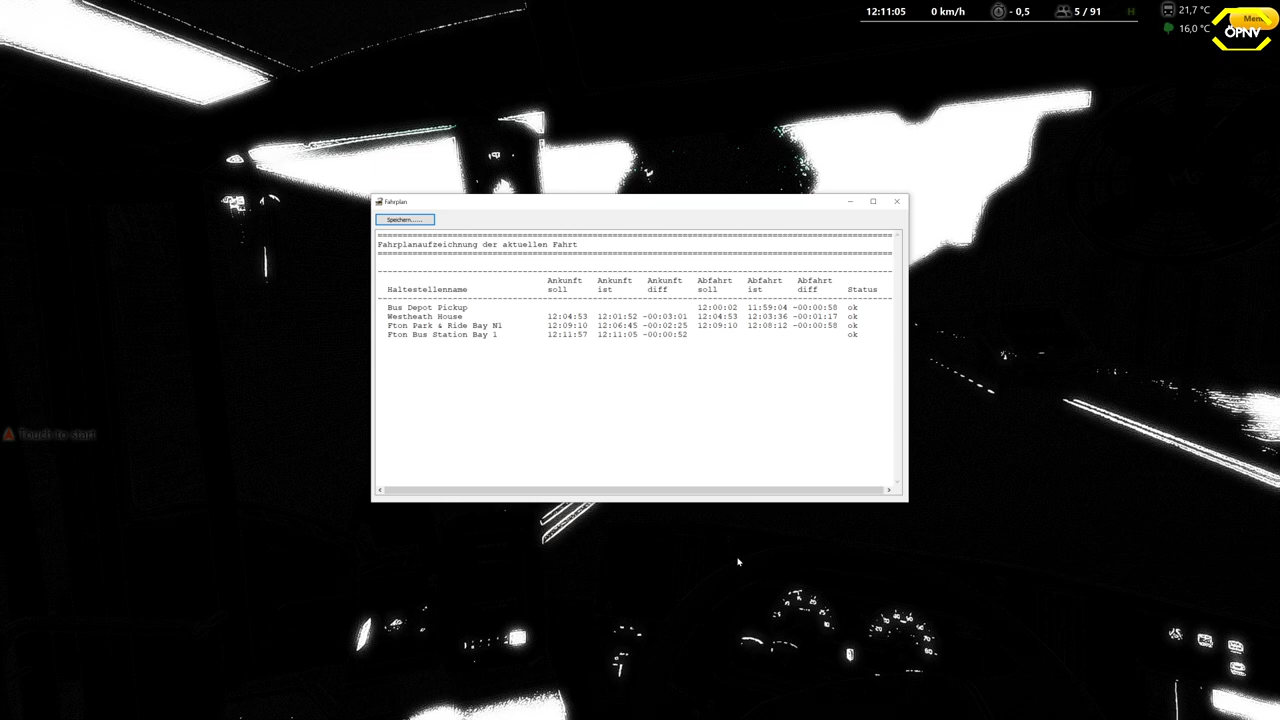 12:11:05 0 km/h - 0,5 5 / 91 H 21,7 °C
16,0 °C
Menü
ÖPNV
Fahrplan
Speichern......
Fahrplanaufzeichnung der aktuellen Fahrt
Ankunft Ankunft Ankunft Abfahrt Abfahrt Abfahrt
Haltestellenname soll ist diff soll ist diff Status
Bus Depot Pickup 12:00:02 11:59:04 -00:00:58 ok
Westheath House 12:04:53 12:01:52 -00:03:01 12:04:53 12:03:36 -00:01:17 ok
Fton Park & Ride Bay N1 12:09:10 12:06:45 -00:02:25 12:09:10 12:08:12 -00:00:58 ok
Fton Bus Station Bay 1 12:11:57 12:11:05 -00:00:52 ok
Touch to start